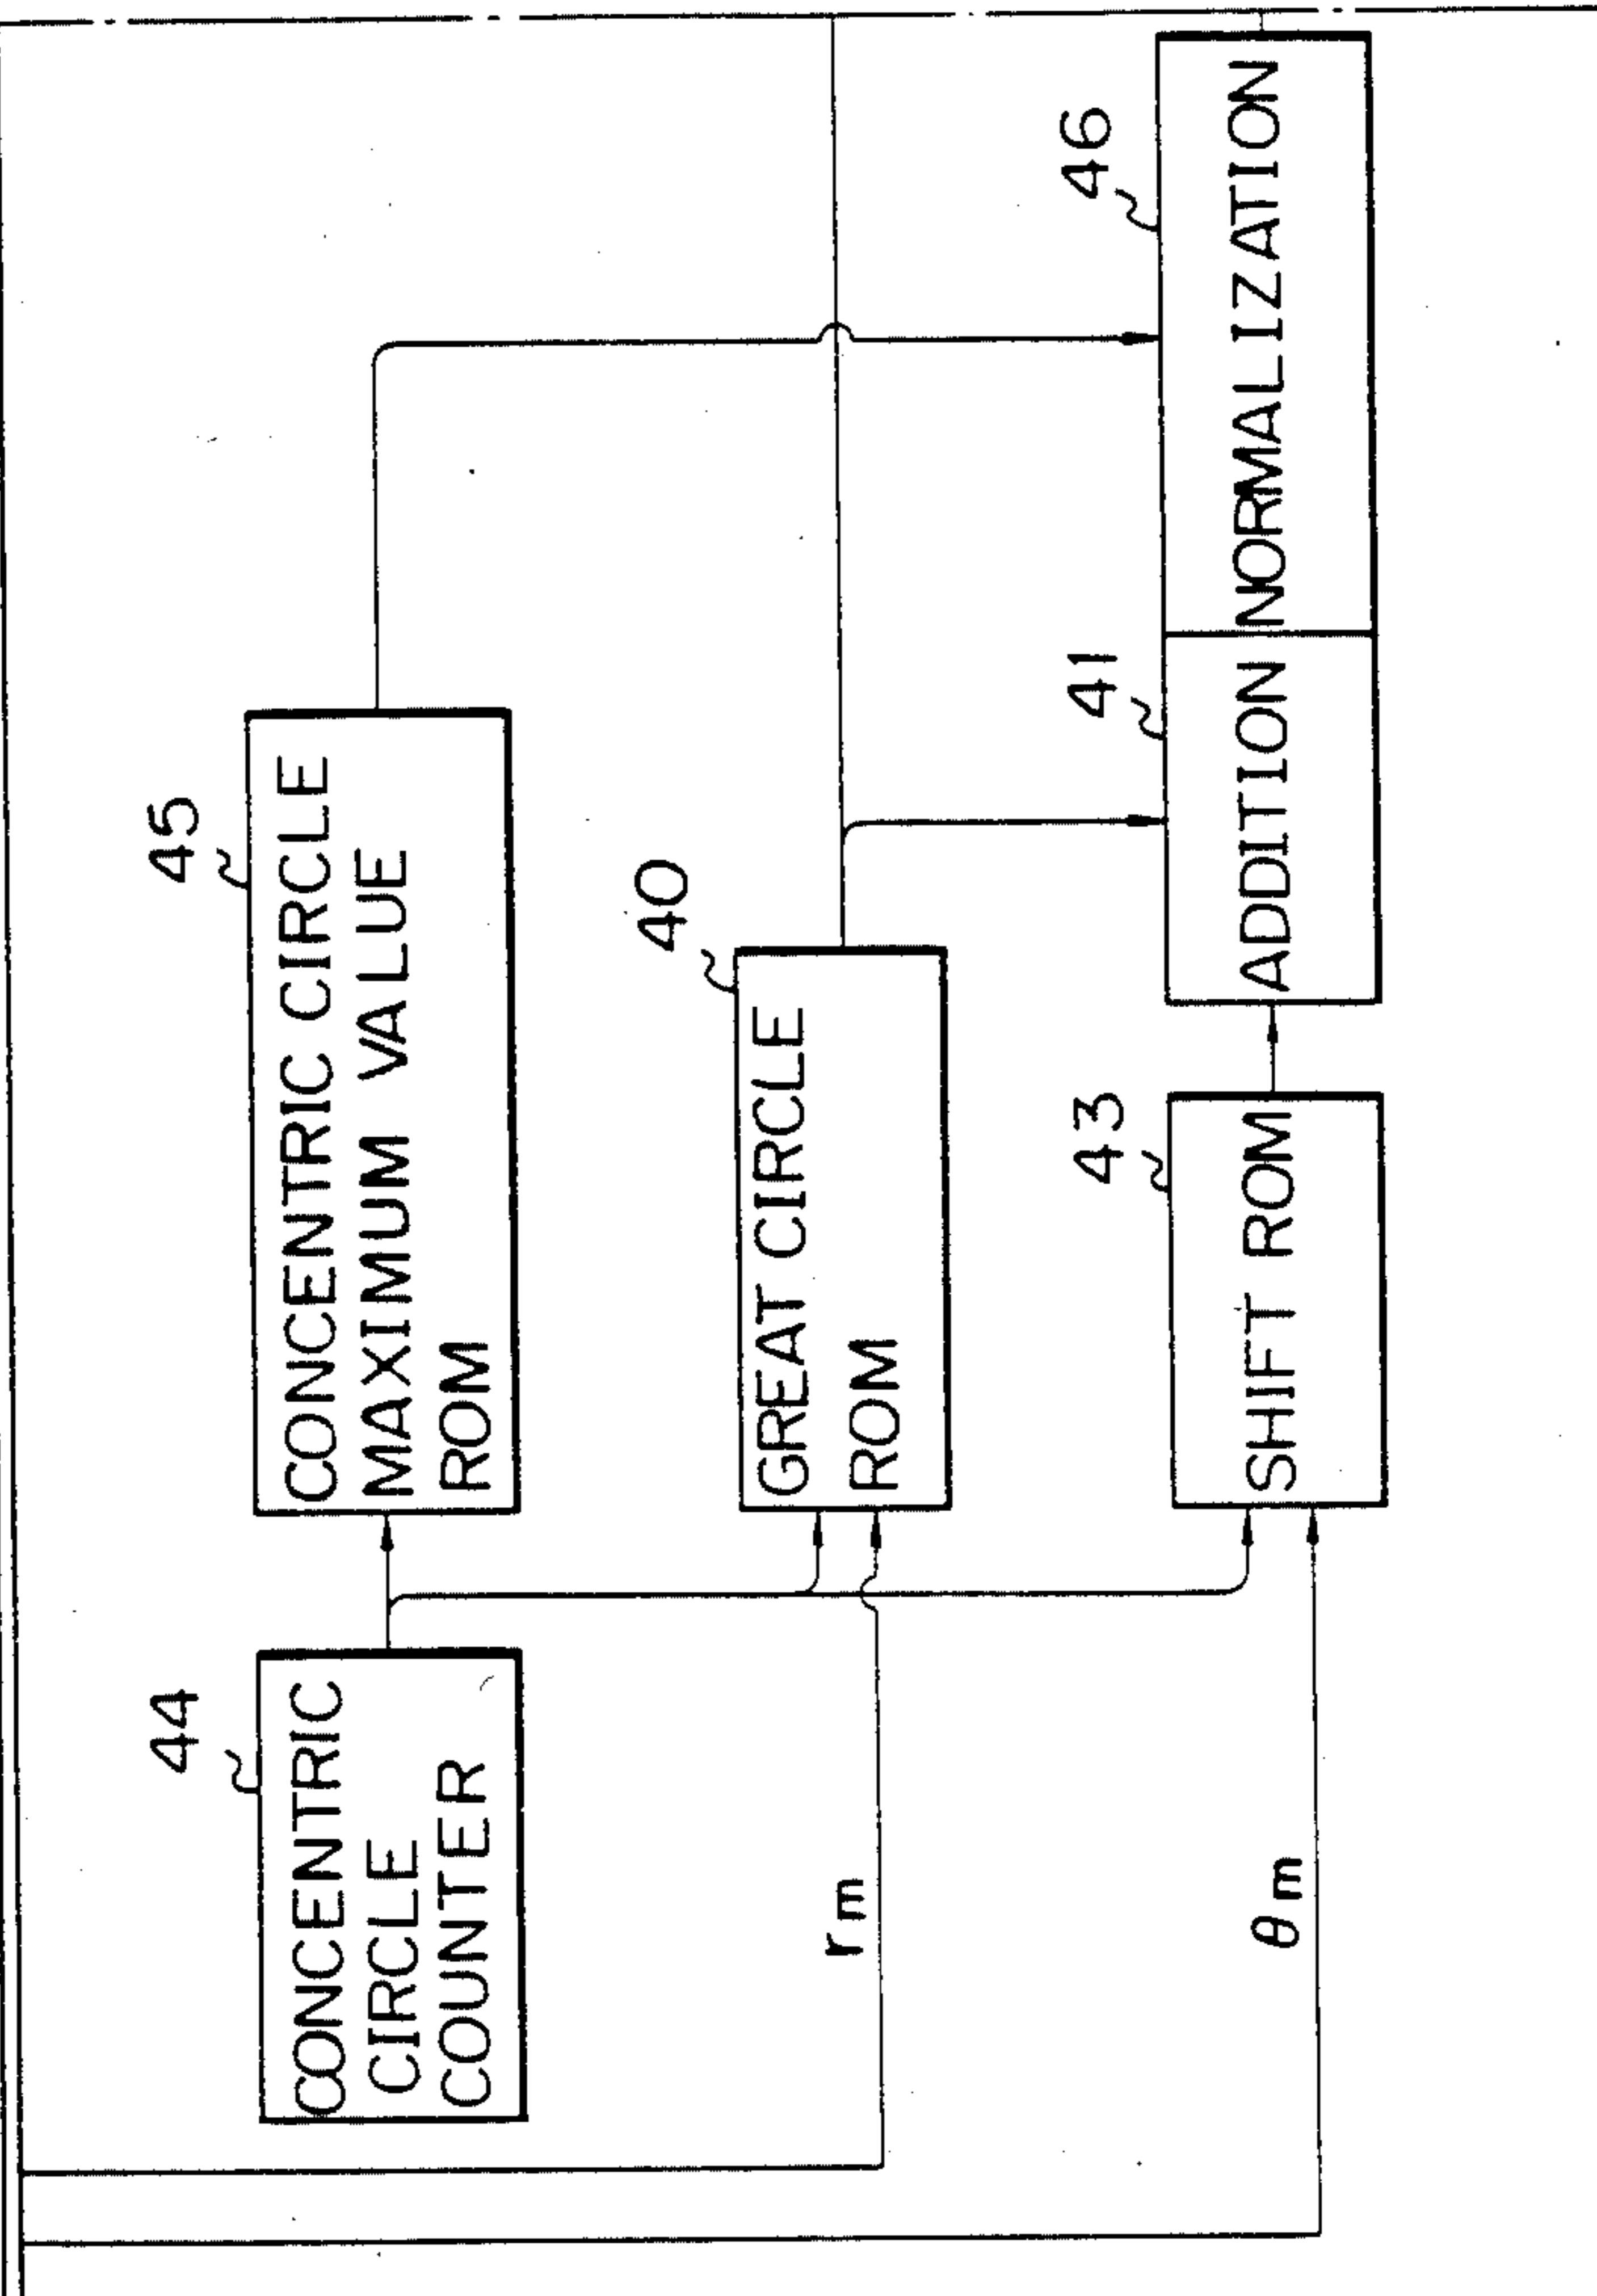 44
CONCENTRIC
CIRCLE
COUNTER
45
CONCENTRIC CIRCLE
MAXIMUM VALUE
ROM
40
GREAT CIRCLE
ROM
rm
43
SHIFT ROM
θm
41
ADDITION
46
NORMALIZATION